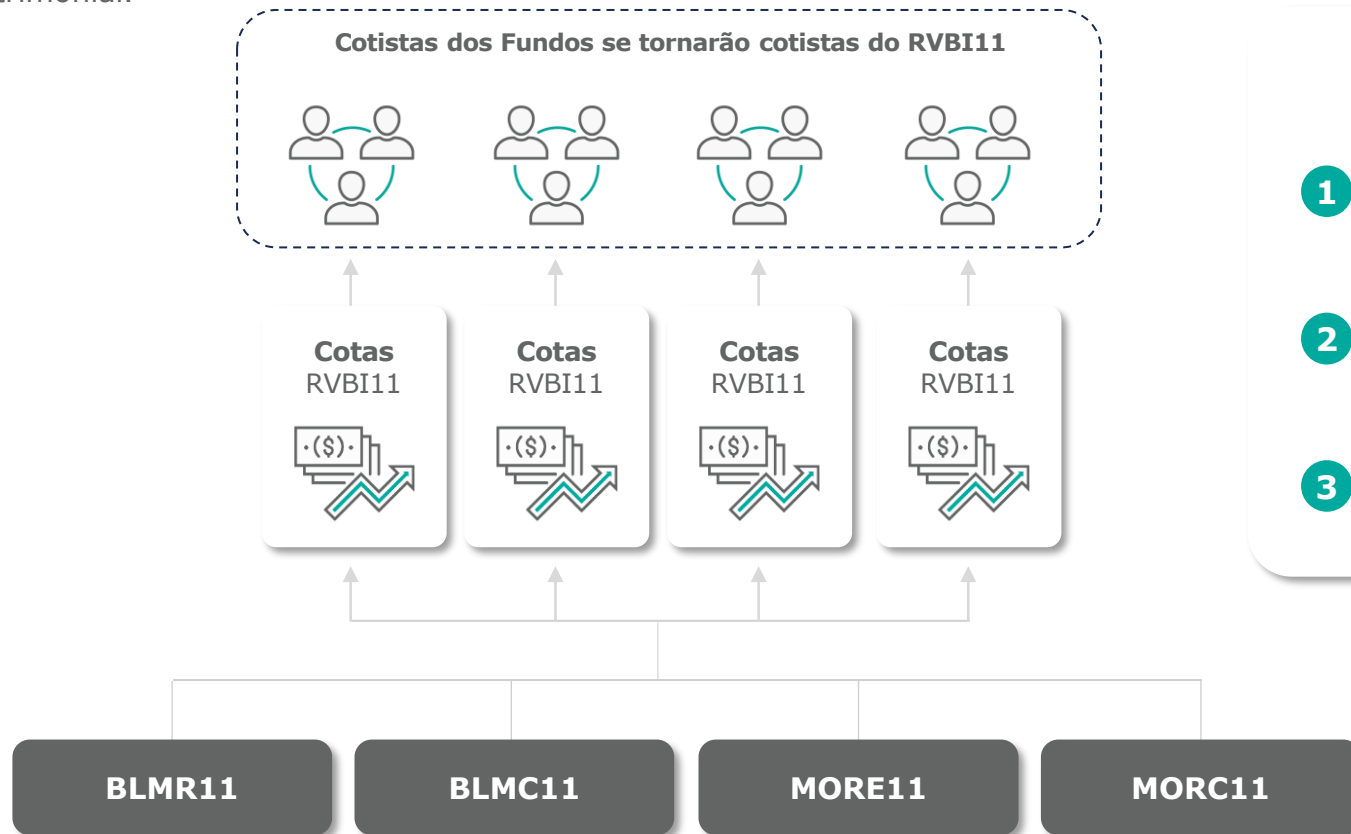 Cotistas dos Fundos se tornarão cotistas do RVBI11
1
2
3
Cotas
RVBI11
Cotas
RVBI11
Cotas
RVBI11
Cotas
RVBI11
($)
($)
($)
($)
BLMR11
BLMC11
MORE11
MORC11